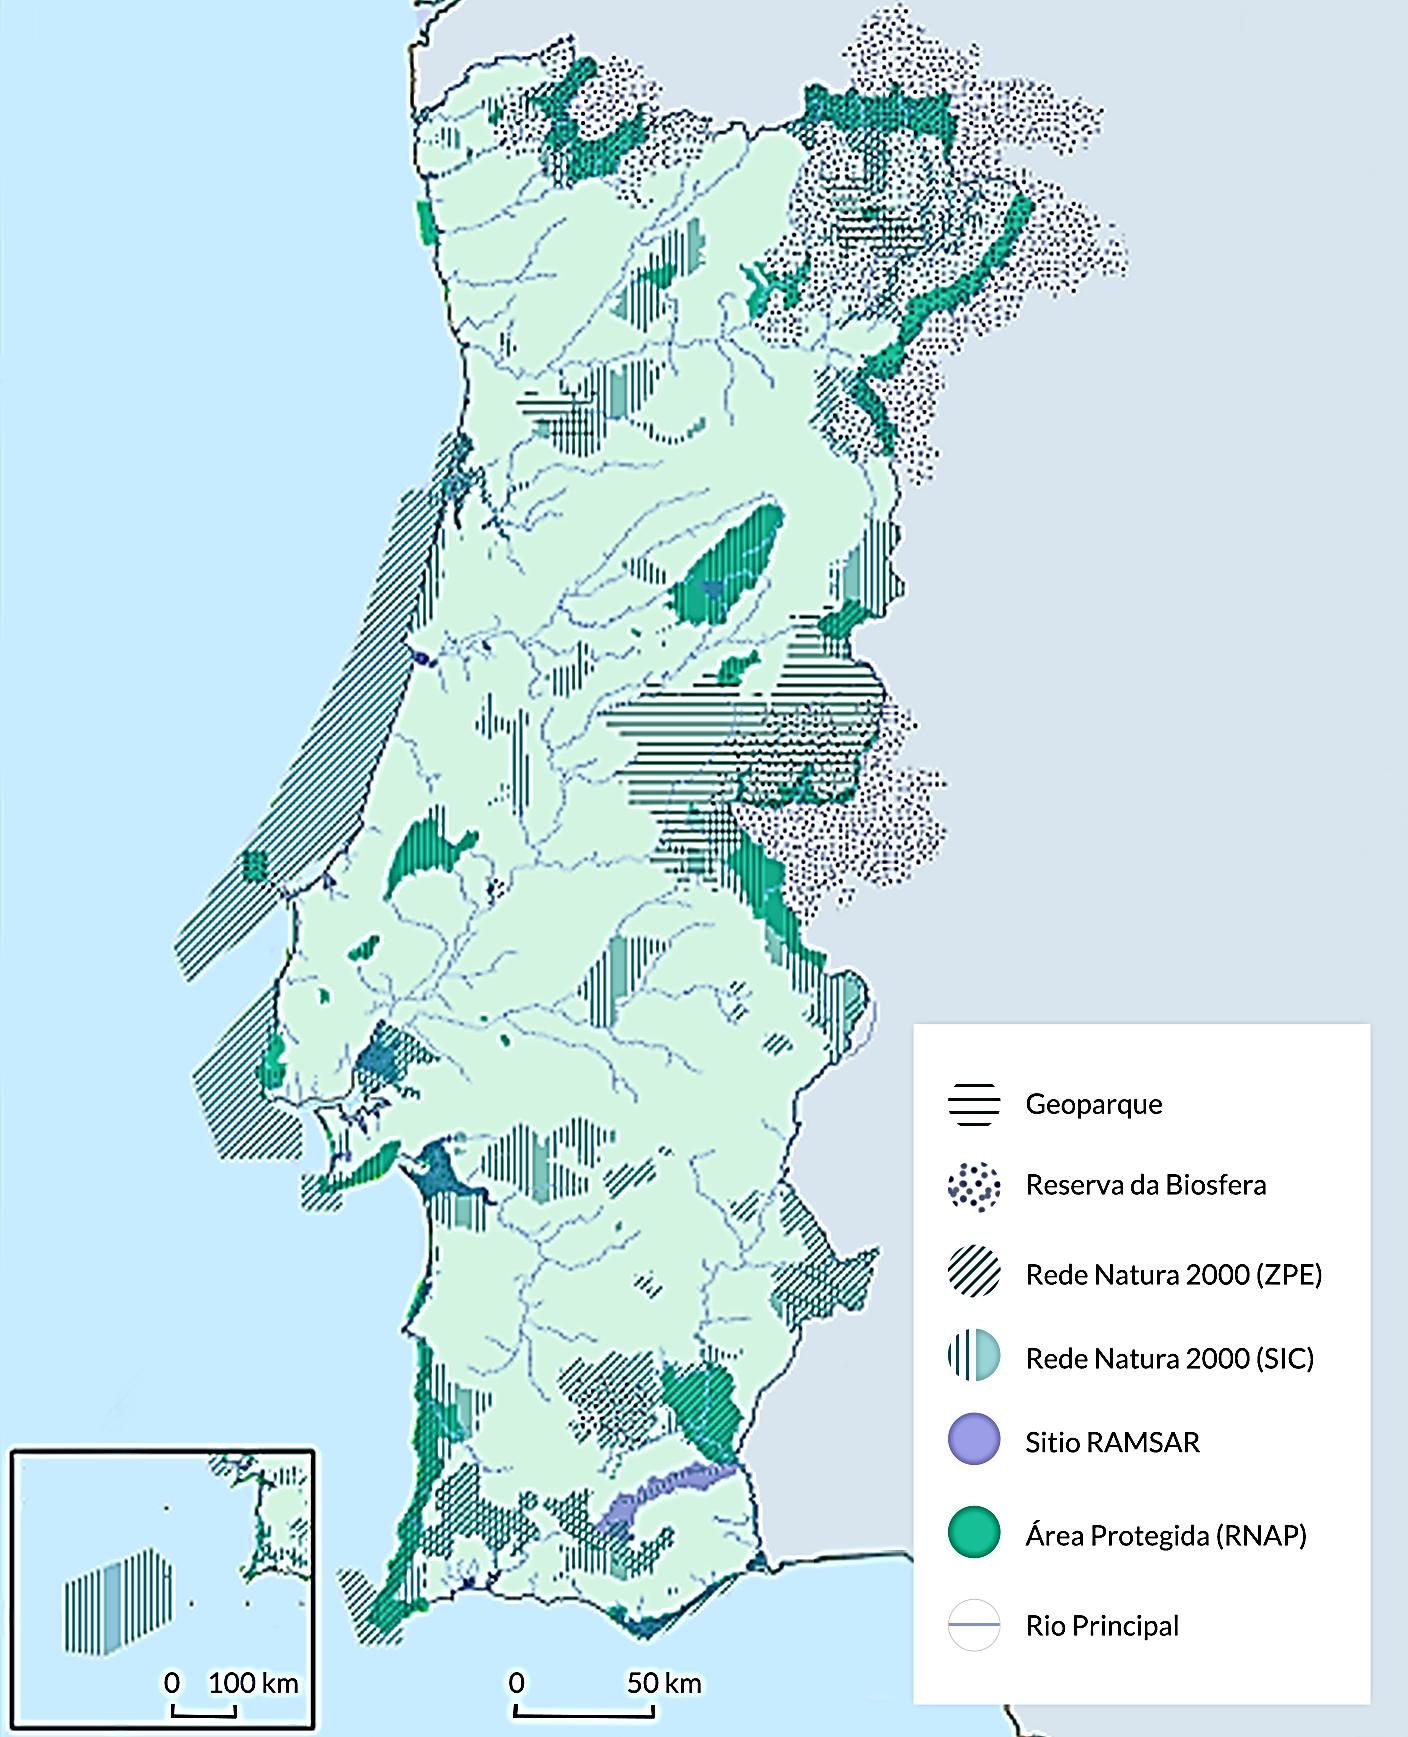 Geoparque
Reserva da Biosfera
Rede Natura 2000 (ZPE)
Rede Natura 2000 (SIC)
Sitio RAMSAR
Área Protegida (RNAP)
Rio Principal
0 100 km
0 50 km